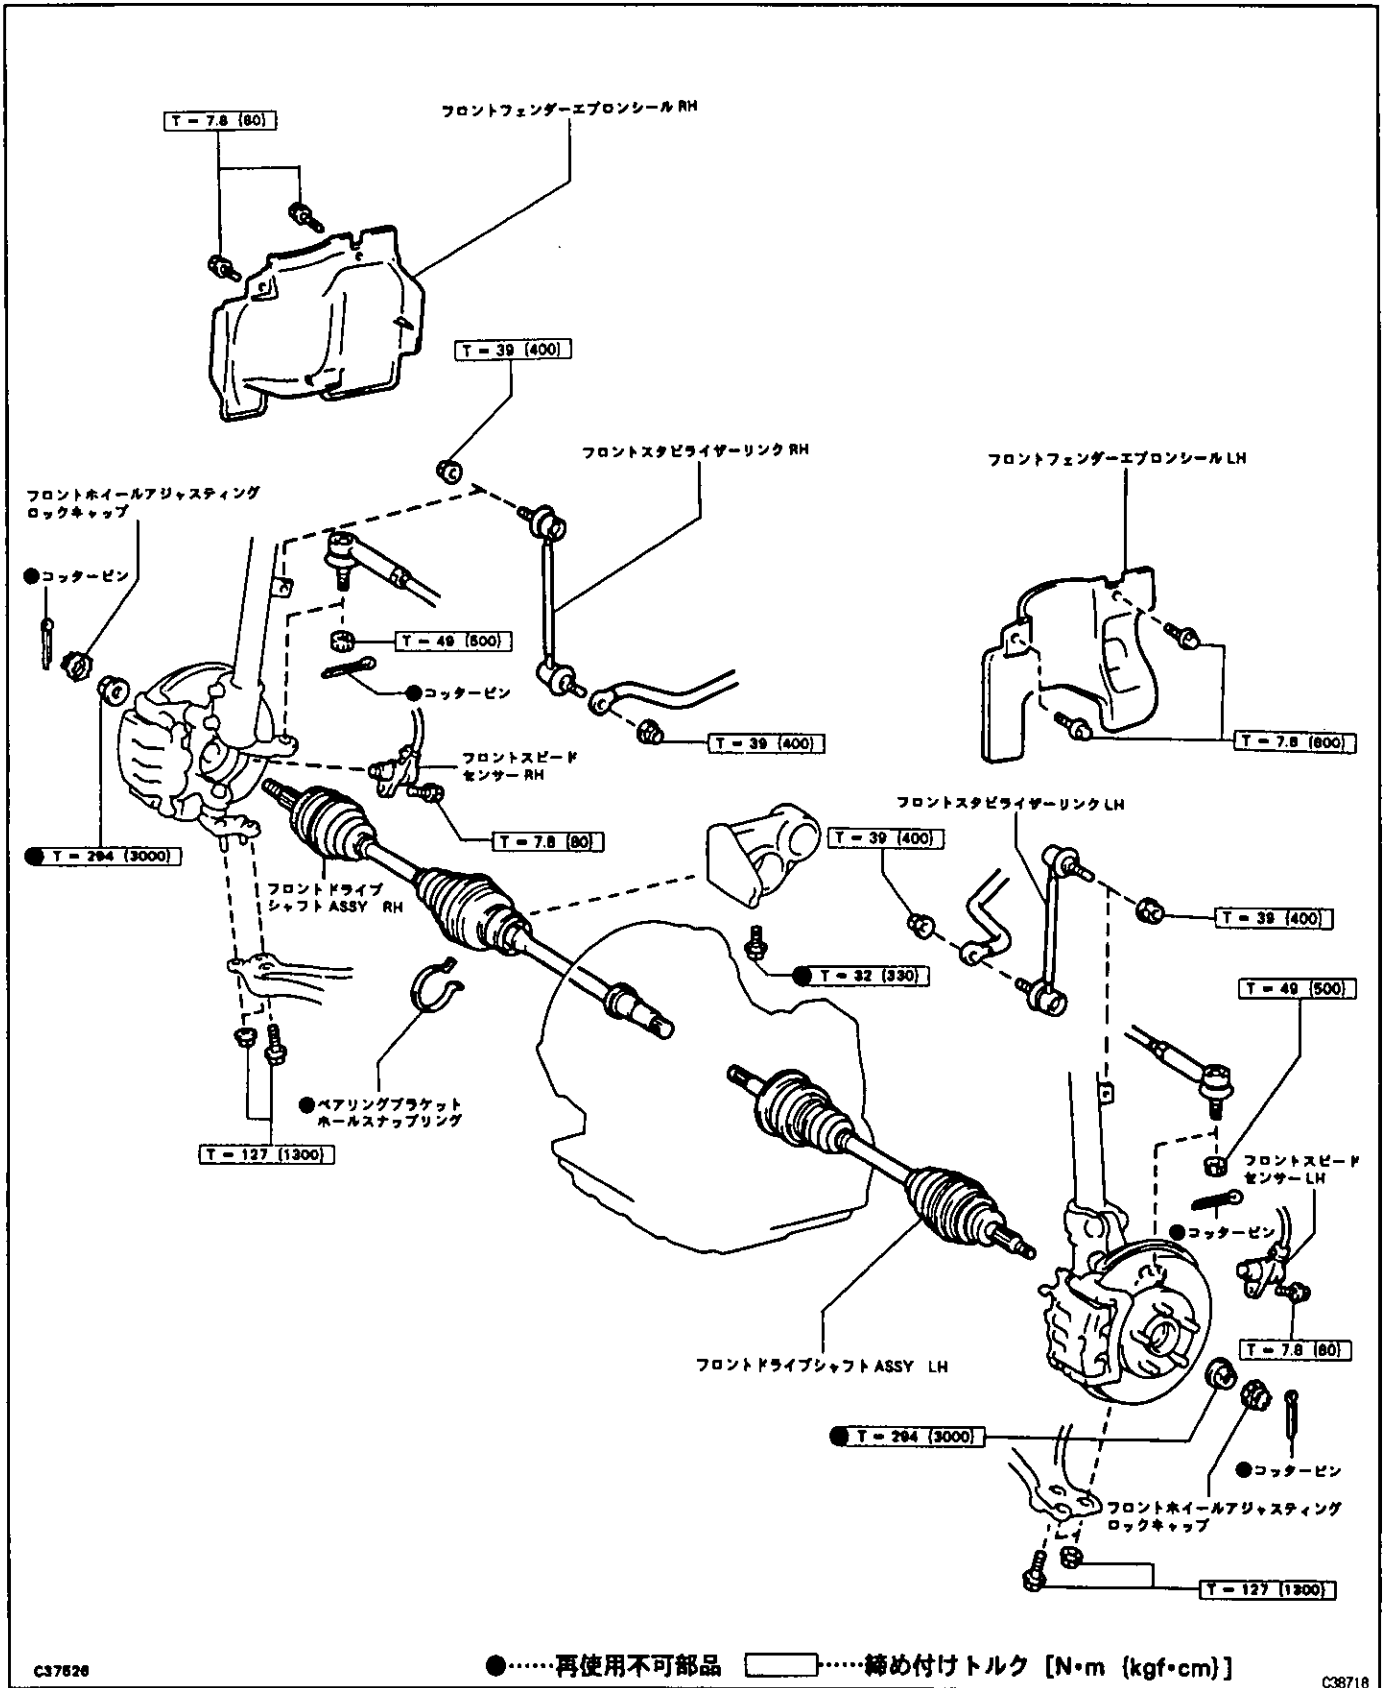 T = 7.8 {80}
フロントフェンダーエプロンシール RH
T = 39 {400}
フロントスタビライザーリンク RH
フロントフェンダーエプロンシール LH
フロントホイールアジャスティング
ロックキャップ
●コッターピン
T = 49 {500}
●コッターピン
T = 39 {400}
T = 7.8 {800}
フロントスピード
センサー RH
フロントスタビライザーリンク LH
T = 7.8 {80}
T = 39 {400}
● T = 294 {3000}
フロントドライブ
シャフト ASSY RH
T = 39 {400}
● T = 32 {330}
T = 49 {500}
●ベアリングブラケット
ホールスナップリング
T = 127 {1300}
フロントスピード
センサー LH
●コッターピン
T = 7.8 {80}
フロントドライブシャフト ASSY LH
● T = 294 {3000}
●コッターピン
フロントホイールアジャスティング
ロックキャップ
T = 127 {1300}
C37526
●……再使用不可部品 ……締め付けトルク [N・m {kgf・cm}]
C38718